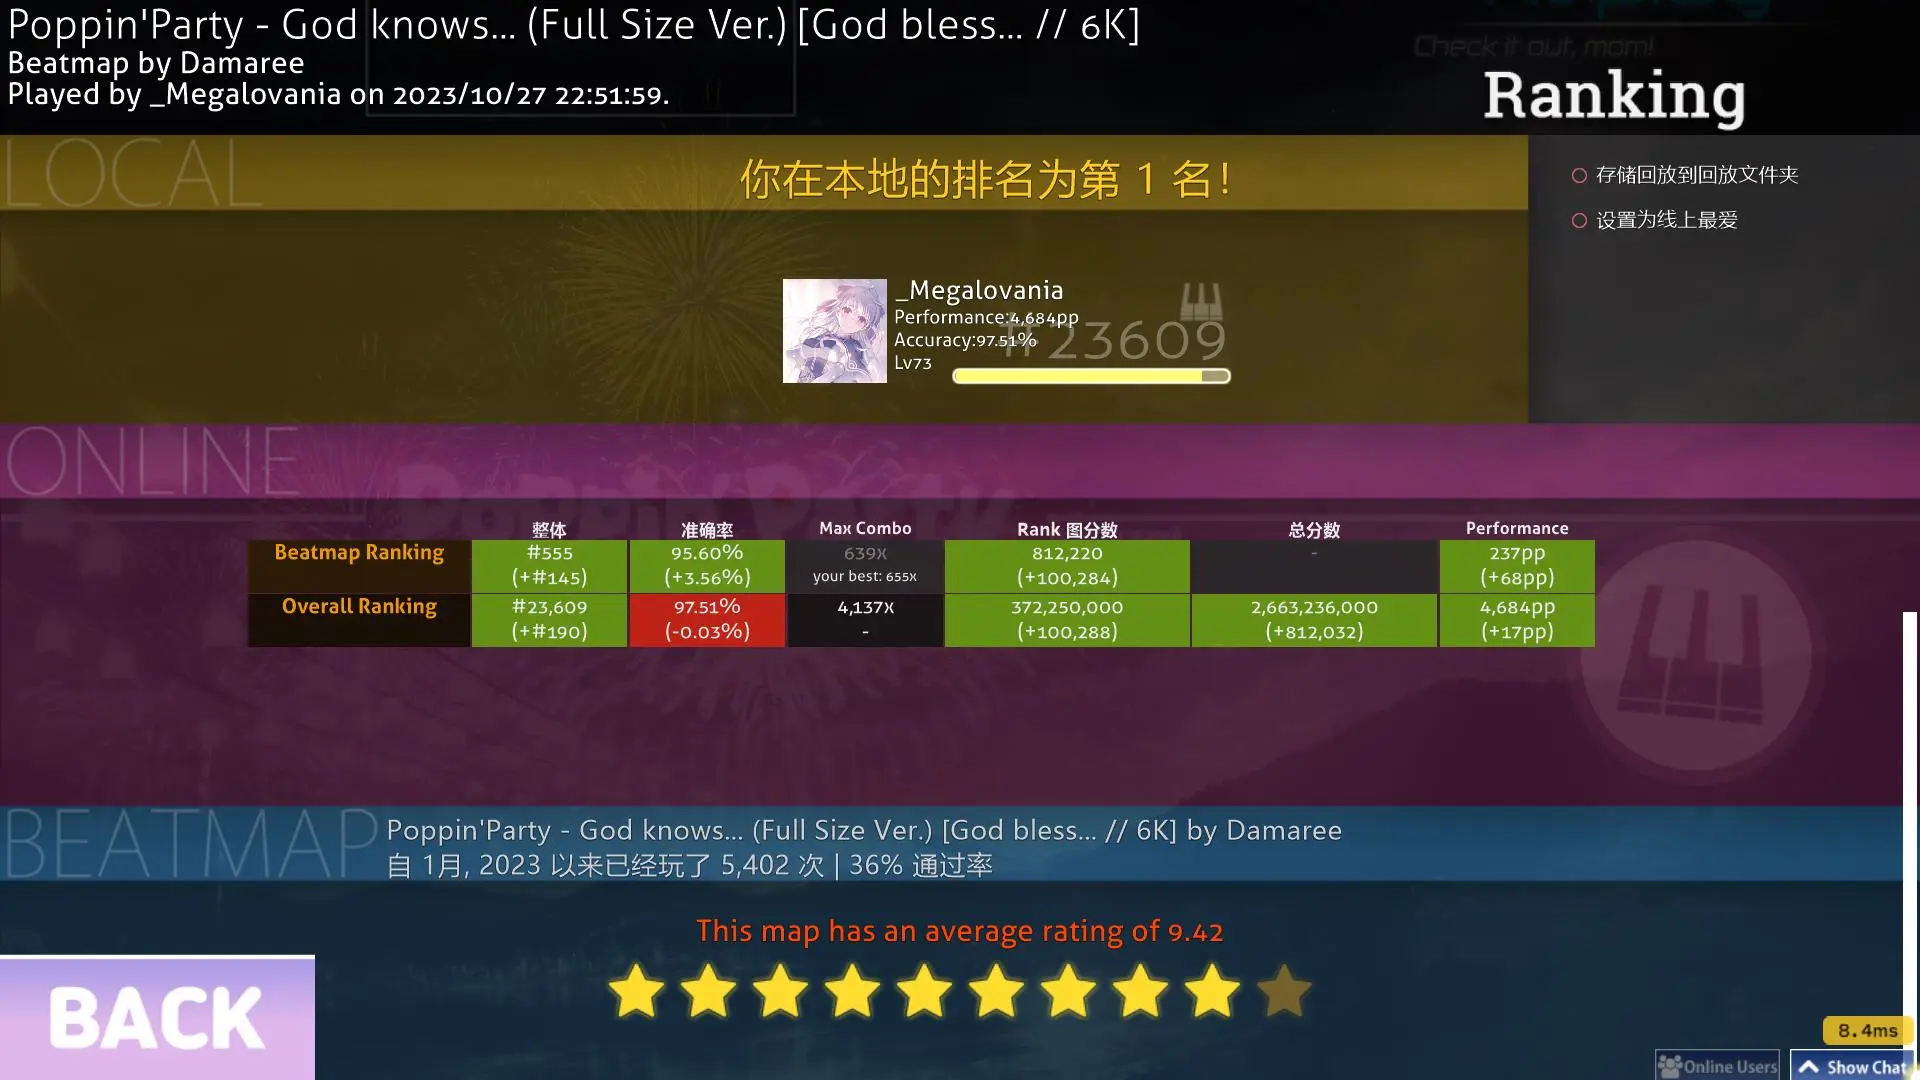 Poppin'Party - God knows... (Full Size Ver.) [God bless... // 6K]
Beatmap by Damaree
Played by _Megalovania on 2023/10/27 22:51:59.
Check it out, mom!
Ranking
LOCAL
你在本地的排名为第 1 名!
存储回放到回放文件夹
设置为线上最爱
_Megalovania
Performance:4,684pp
#23609
Accuracy:97.51%
Lv73
ONLINE
Poppin'Party
整体 准确率 Max Combo Rank 图分数 总分数 Performance
Beatmap Ranking #555 95.60% 639x 812,220 - 237pp
(+#145) (+3.56%) your best: 655x (+100,284) (+68pp)
Overall Ranking #23,609 97.51% 4,137x 372,250,000 2,663,236,000 4,684pp
(+#190) (-0.03%) - (+100,288) (+812,032) (+17pp)
BEATMAP
Poppin'Party - God knows... (Full Size Ver.) [God bless... // 6K] by Damaree
自 1月, 2023 以来已经玩了 5,402 次 | 36% 通过率
This map has an average rating of 9.42
BACK
8.4ms
Online Users
Show Chat